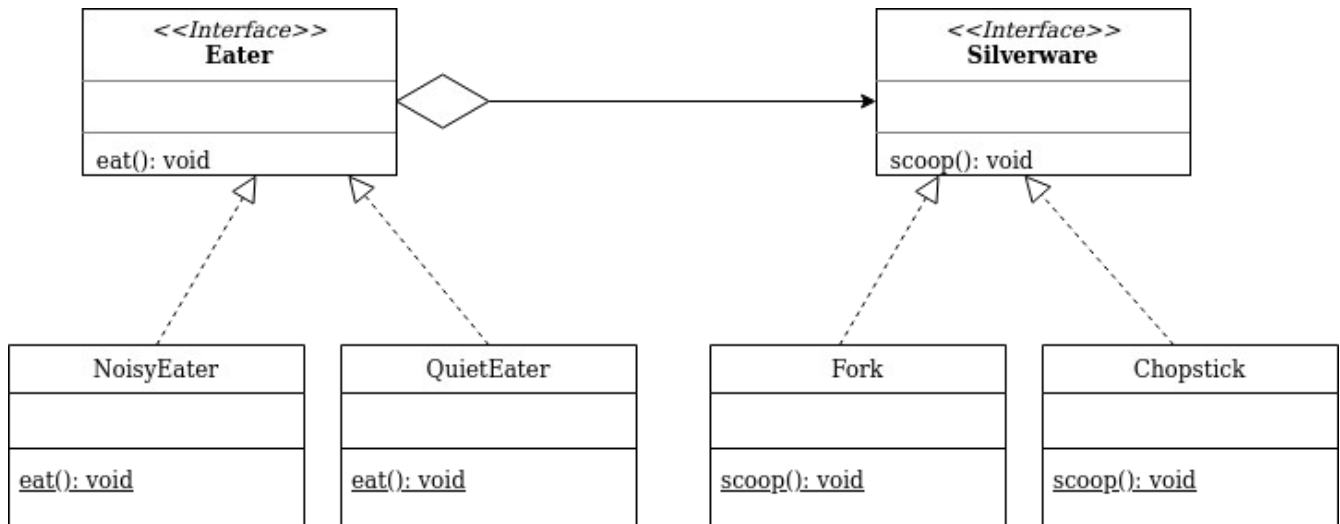 <<Interface>>
Eater
eat(): void
<<Interface>>
Silverware
scoop(): void
NoisyEater
eat(): void
QuietEater
eat(): void
Fork
scoop(): void
Chopstick
scoop(): void